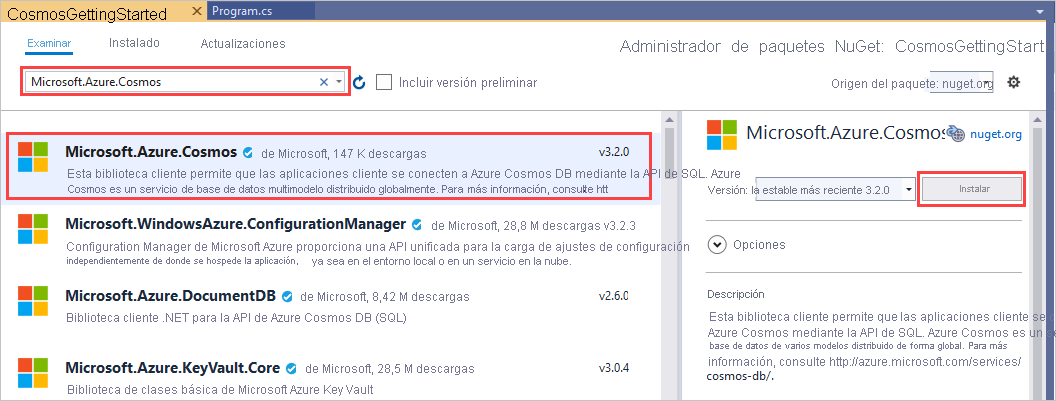 CosmosGettingStarted
Program.cs
Examinar
Instalado
Actualizaciones
Administrador de paquetes NuGet: CosmosGettingStart
Microsoft.Azure.Cosmos
Incluir versión preliminar
Origen del paquete: nuget.org
Microsoft.Azure.Cosmos de Microsoft, 147 K descargas v3.2.0
Esta biblioteca cliente permite que las aplicaciones cliente se conecten a Azure Cosmos DB mediante la API de SQL. Azure
Cosmos es un servicio de base de datos multimodelo distribuido globalmente. Para más información, consulte htt
Microsoft.WindowsAzure.ConfigurationManager de Microsoft, 28,8 M descargas v3.2.3
Configuration Manager de Microsoft Azure proporciona una API unificada para la carga de ajustes de configuración
independientemente de donde se hospede la aplicación, ya sea en el entorno local o en un servicio en la nube.
Microsoft.Azure.DocumentDB de Microsoft, 8,42 M descargas v2.6.0
Biblioteca cliente .NET para la API de Azure Cosmos DB (SQL)
Microsoft.Azure.KeyVault.Core de Microsoft, 28,5 M descargas v3.0.4
Biblioteca de clases básica de Microsoft Azure Key Vault
Microsoft.Azure.Cosmos nuget.org
Versión: la estable más reciente 3.2.0
Instalar
Opciones
Descripción
Esta biblioteca cliente permite que las aplicaciones cliente se
Azure Cosmos mediante la API de SQL. Azure Cosmos es un se
base de datos de varios modelos distribuido de forma global. Para más
información, consulte http://azure.microsoft.com/services/
cosmos-db/.